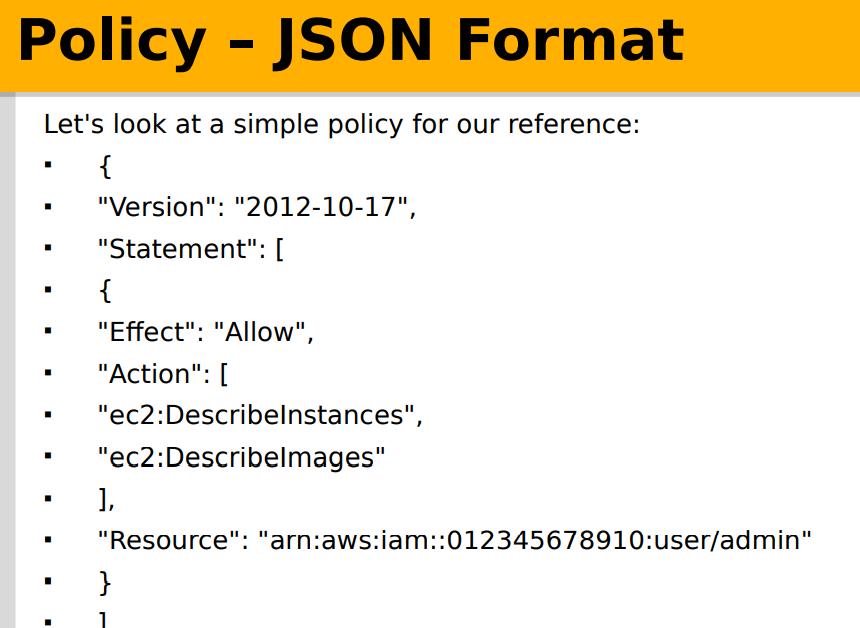 Policy – JSON Format
Let's look at a simple policy for our reference:
▪ {
▪ "Version": "2012-10-17",
▪ "Statement": [
▪ {
▪ "Effect": "Allow",
▪ "Action": [
▪ "ec2:DescribeInstances",
▪ "ec2:DescribeImages"
▪ ],
▪ "Resource": "arn:aws:iam::012345678910:user/admin"
▪ }
▪ ]